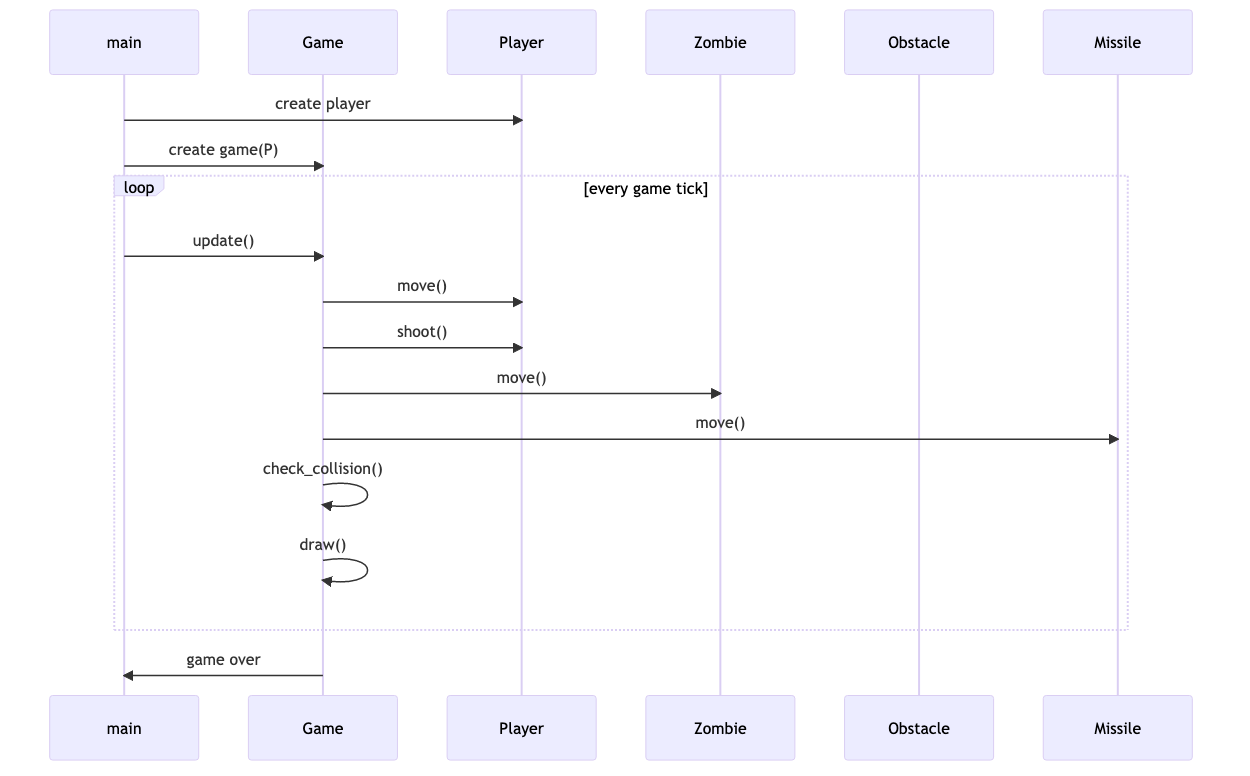 main
Game
Player
Zombie
Obstacle
Missile
create player
create game(P)
loop
[every game tick]
update()
move()
shoot()
move()
move()
check_collision()
draw()
game over
main
Game
Player
Zombie
Obstacle
Missile